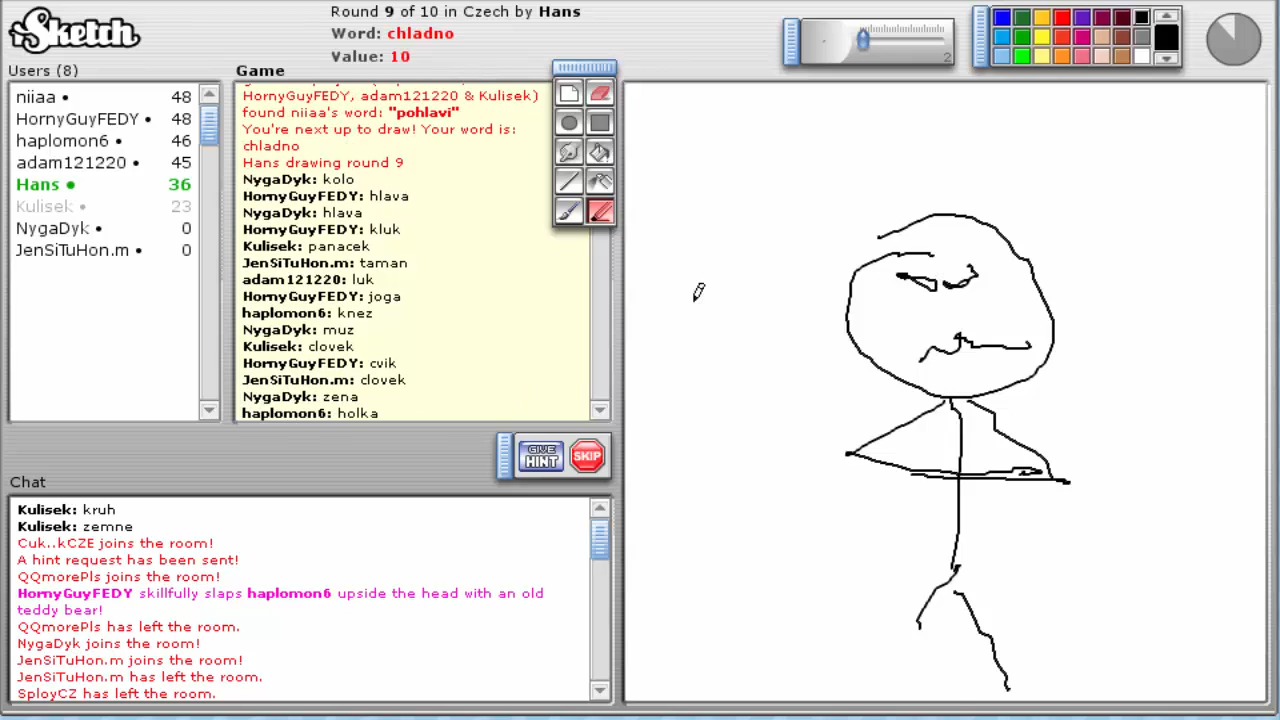 iSketch
Round 9 of 10 in Czech by Hans
Word: chladno
Value: 10
2
Users (8)
niiaa • 48
HornyGuyFEDY • 48
haplomon6 • 46
adam121220 • 45
Hans • 36
Kulisek • 23
NygaDyk • 0
JenSiTuHon.m • 0
Game
HornyGuyFEDY, adam121220 & Kulisek)
found niiaa's word: "pohlavi"
You're next up to draw! Your word is:
chladno
Hans drawing round 9
NygaDyk: kolo
HornyGuyFEDY: hlava
NygaDyk: hlava
HornyGuyFEDY: kluk
Kulisek: panacek
JenSiTuHon.m: taman
adam121220: luk
HornyGuyFEDY: joga
haplomon6: knez
NygaDyk: muz
Kulisek: clovek
HornyGuyFEDY: cvik
JenSiTuHon.m: clovek
NygaDyk: zena
haplomon6: holka
GIVE
HINT
SKIP
Chat
Kulisek: kruh
Kulisek: zemne
Cuk..kCZE joins the room!
A hint request has been sent!
QQmorePls joins the room!
HornyGuyFEDY skillfully slaps haplomon6 upside the head with an old
teddy bear!
QQmorePls has left the room.
NygaDyk joins the room!
JenSiTuHon.m joins the room!
JenSiTuHon.m has left the room.
SployCZ has left the room.